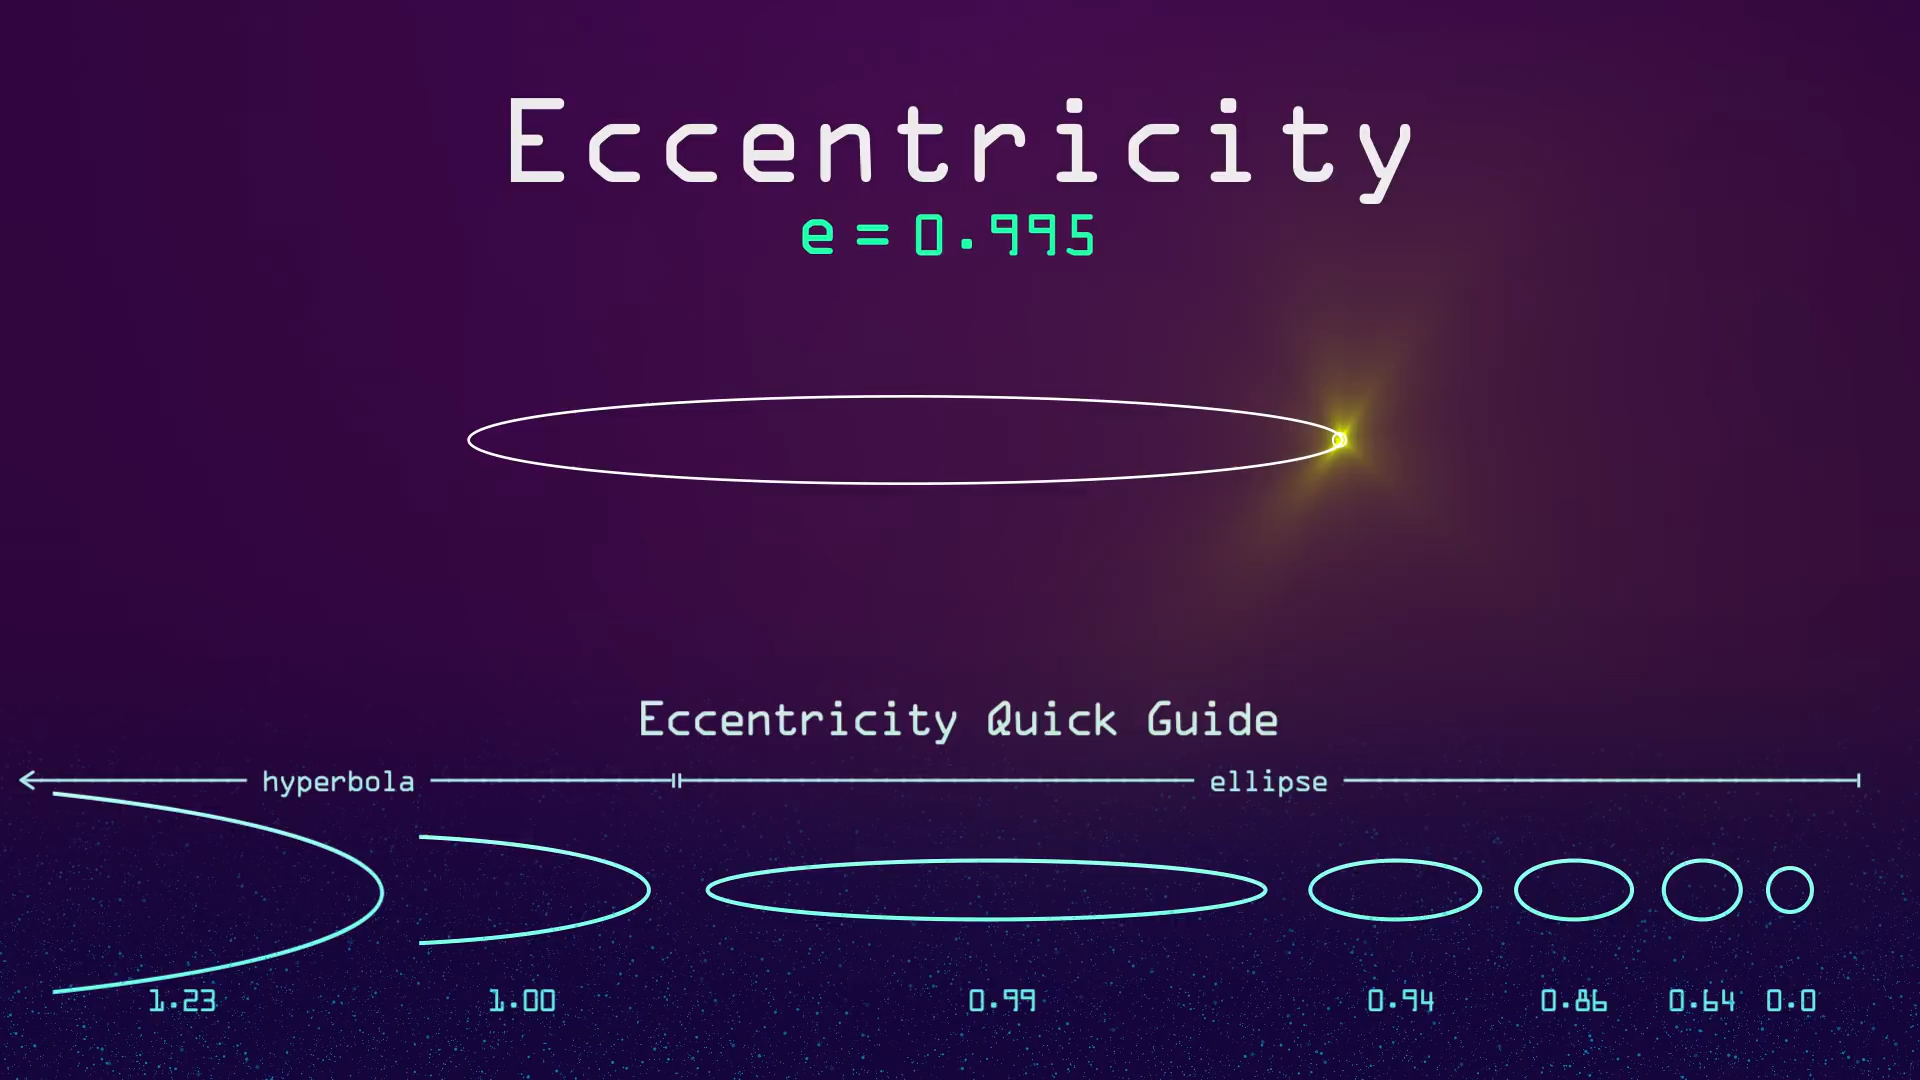 Eccentricity
e = 0.995
Eccentricity Quick Guide
hyperbola ellipse
1.23 1.00 0.99 0.94 0.86 0.64 0.0